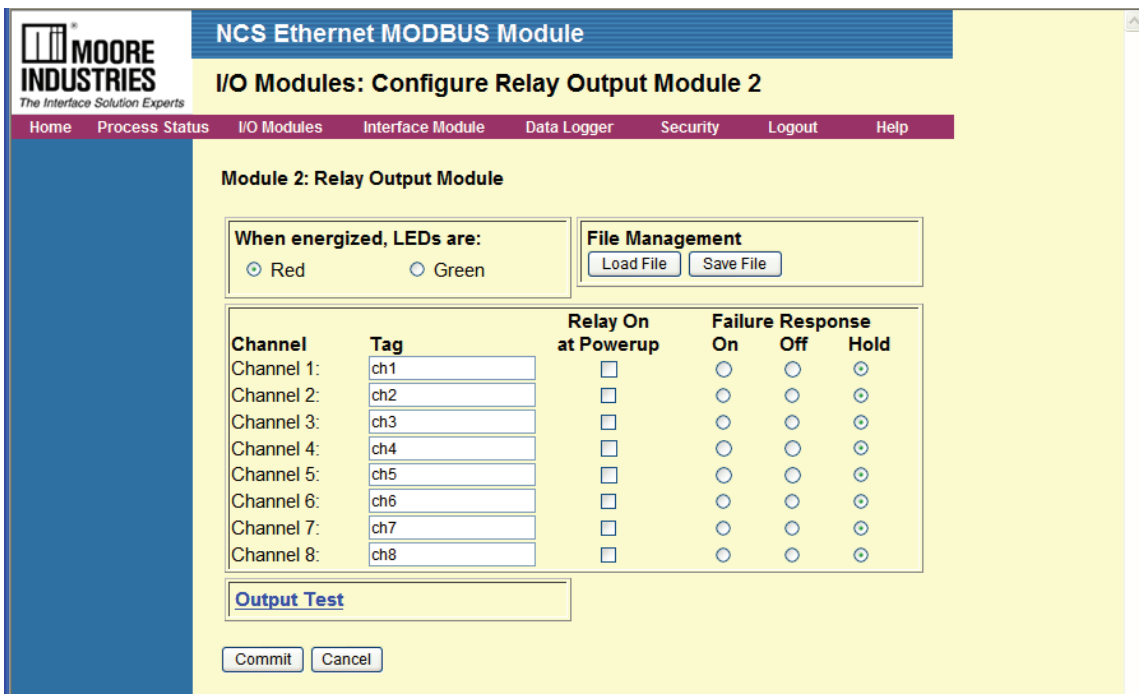 MOORE
INDUSTRIES
The Interface Solution Experts
NCS Ethernet MODBUS Module
I/O Modules: Configure Relay Output Module 2
Home Process Status I/O Modules Interface Module Data Logger Security Logout Help
Module 2: Relay Output Module
When energized, LEDs are:
Red Green
File Management
Load File Save File
Relay On Failure Response
Channel Tag at Powerup On Off Hold
Channel 1: ch1
Channel 2: ch2
Channel 3: ch3
Channel 4: ch4
Channel 5: ch5
Channel 6: ch6
Channel 7: ch7
Channel 8: ch8
Output Test
Commit Cancel